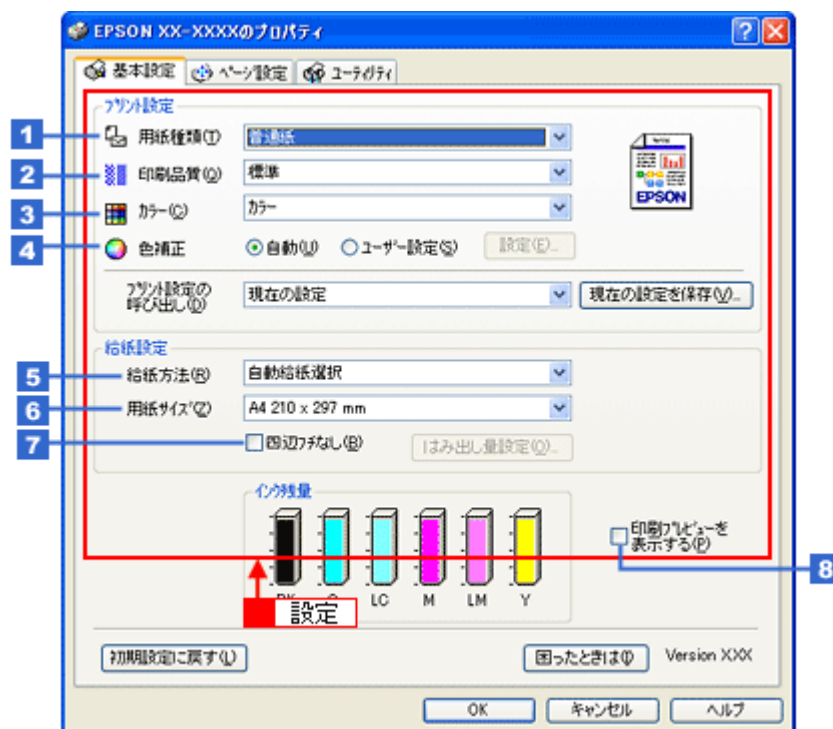 EPSON XX-XXXXのプロパティ
基本設定 ページ設定 ユーティリティ
プリント設定
1 用紙種類(T) 普通紙
2 印刷品質(Q) 標準
3 カラー(C) カラー
4 色補正 自動(U) ユーザー設定(S) 設定(E)...
EPSON
プリント設定の
呼び出し(D) 現在の設定 現在の設定を保存(V)...
給紙設定
5 給紙方法(R) 自動給紙選択
6 用紙サイズ(Z) A4 210 x 297 mm
7 四辺フチなし(B) はみ出し量設定(O)...
インク残量
印刷プレビューを
表示する(P)
8
LC M LM Y
設定
初期設定に戻す(L) 困ったときは(I) Version XXX
OK キャンセル ヘルプ